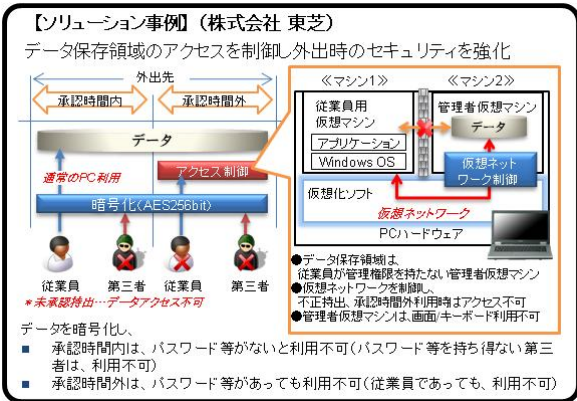 【ソリューション事例】(株式会社 東芝)
データ保存領域のアクセスを制御し外出時のセキュリティを強化
外出先
承認時間内
承認時間外
データ
通常のPC利用
アクセス制御
暗号化(AES256bit)
従業員
第三者
従業員
第三者
*未承認持出…データアクセス不可
≪マシン1≫
≪マシン2≫
従業員用
仮想マシン
アプリケーション
Windows OS
管理者仮想マシン
データ
仮想ネット
ワーク制御
仮想化ソフト
仮想ネットワーク
PCハードウェア
●データ保存領域は、
従業員が管理権限を持たない管理者仮想マシン
●仮想ネットワークを制御し、
不正持出、承認時間外利用時はアクセス不可
●管理者仮想マシンは、画面/キーボード利用不可
データを暗号化し、
■ 承認時間内は、パスワード等がないと利用不可(パスワード等を持ち得ない第三
者は、利用不可)
■ 承認時間外は、パスワード等があっても利用不可(従業員であっても、利用不可)